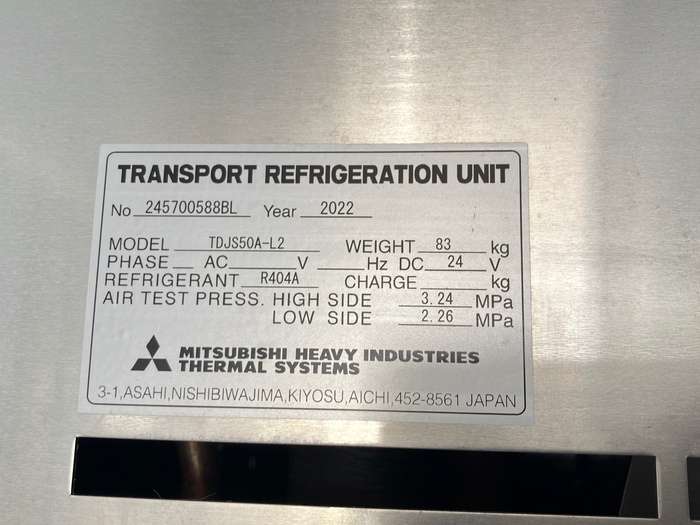 TRANSPORT REFRIGERATION UNIT
No 245700588BL Year 2022
MODEL TDJS50A-L2 WEIGHT 83 kg
PHASE AC V Hz DC 24 V
REFRIGERANT R404A CHARGE kg
AIR TEST PRESS. HIGH SIDE 3.24 MPa
LOW SIDE 2.26 MPa
MITSUBISHI HEAVY INDUSTRIES
THERMAL SYSTEMS
3-1,ASAHI,NISHIBIWAJIMA,KIYOSU,AICHI,452-8561 JAPAN